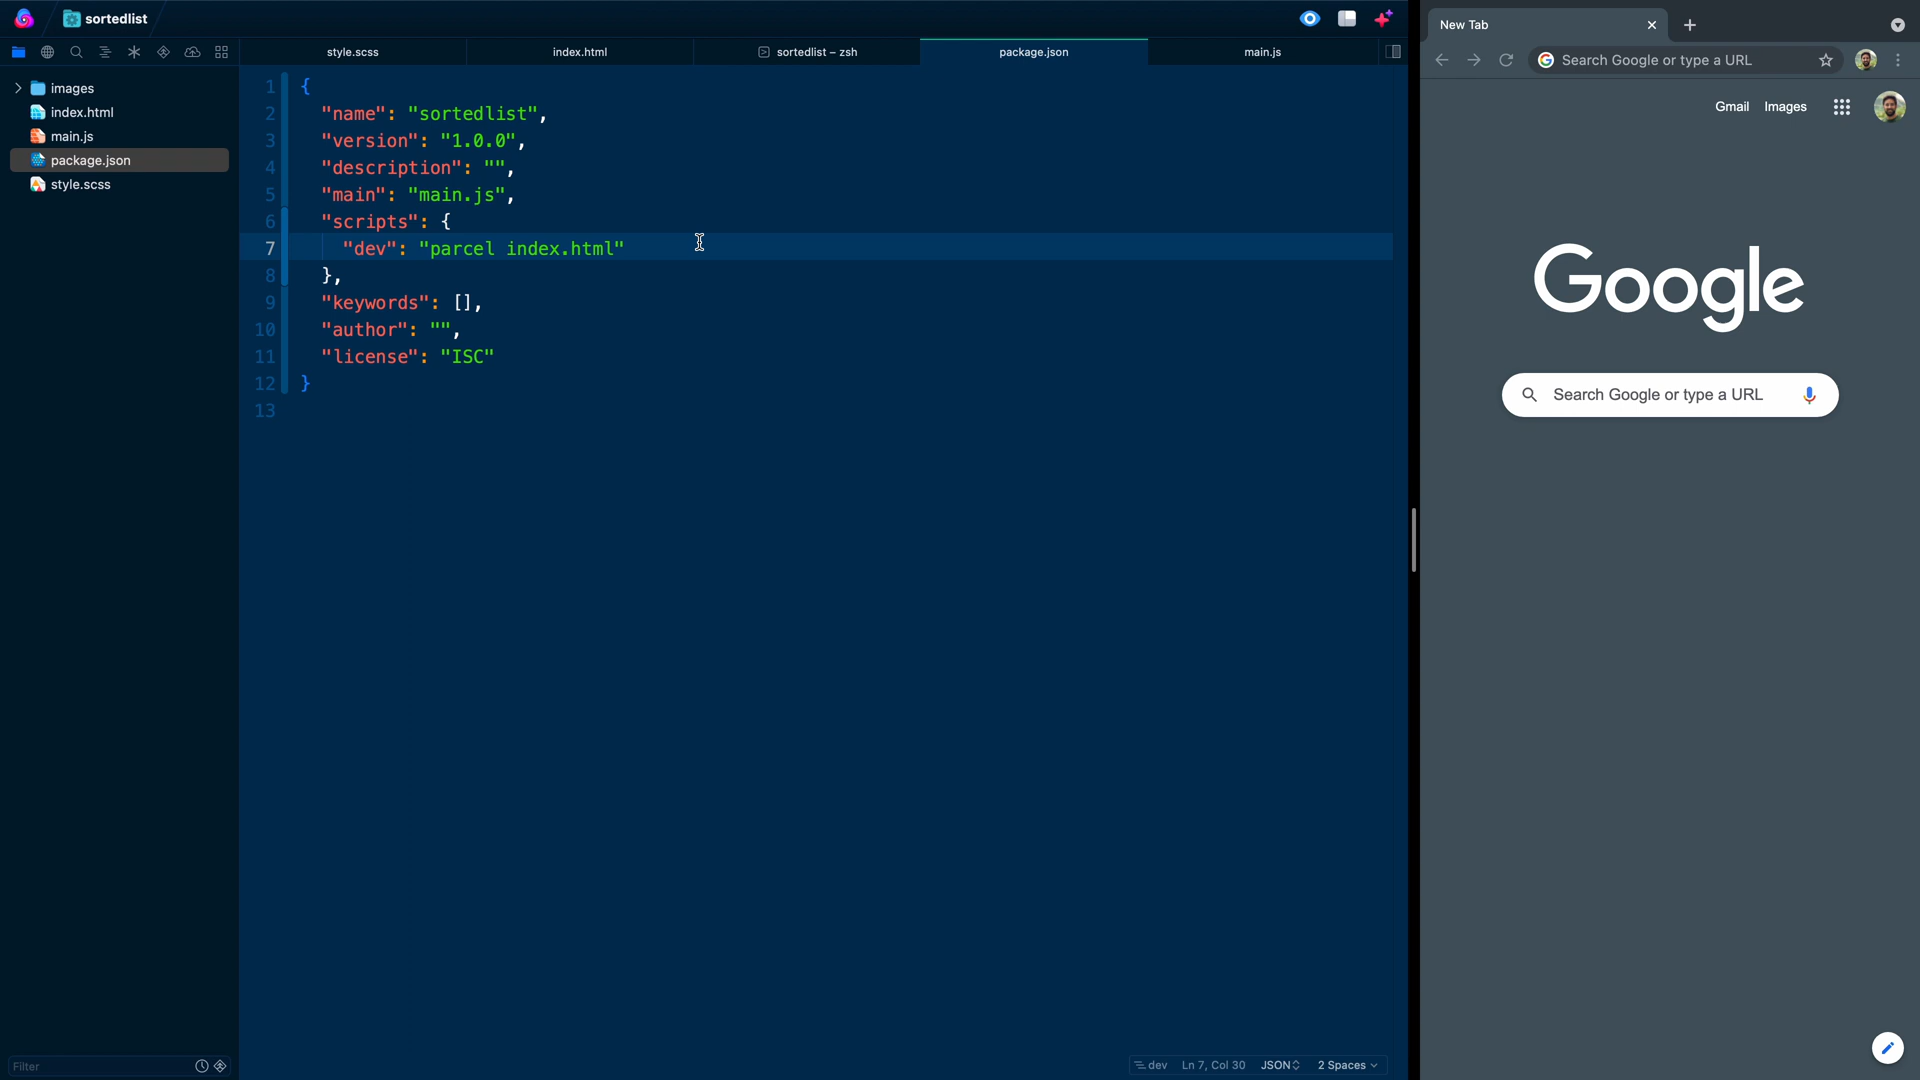 sortedlist
style.scss
index.html
sortedlist – zsh
package.json
main.js
images
index.html
main.js
package.json
style.scss
Filter
1 {
2 "name": "sortedlist",
3 "version": "1.0.0",
4 "description": "",
5 "main": "main.js",
6 "scripts": {
7 "dev": "parcel index.html"
8 },
9 "keywords": [],
10 "author": "",
11 "license": "ISC"
12 }
13
dev Ln 7, Col 30 JSON 2 Spaces
New Tab
Search Google or type a URL
Gmail Images
Google
Search Google or type a URL